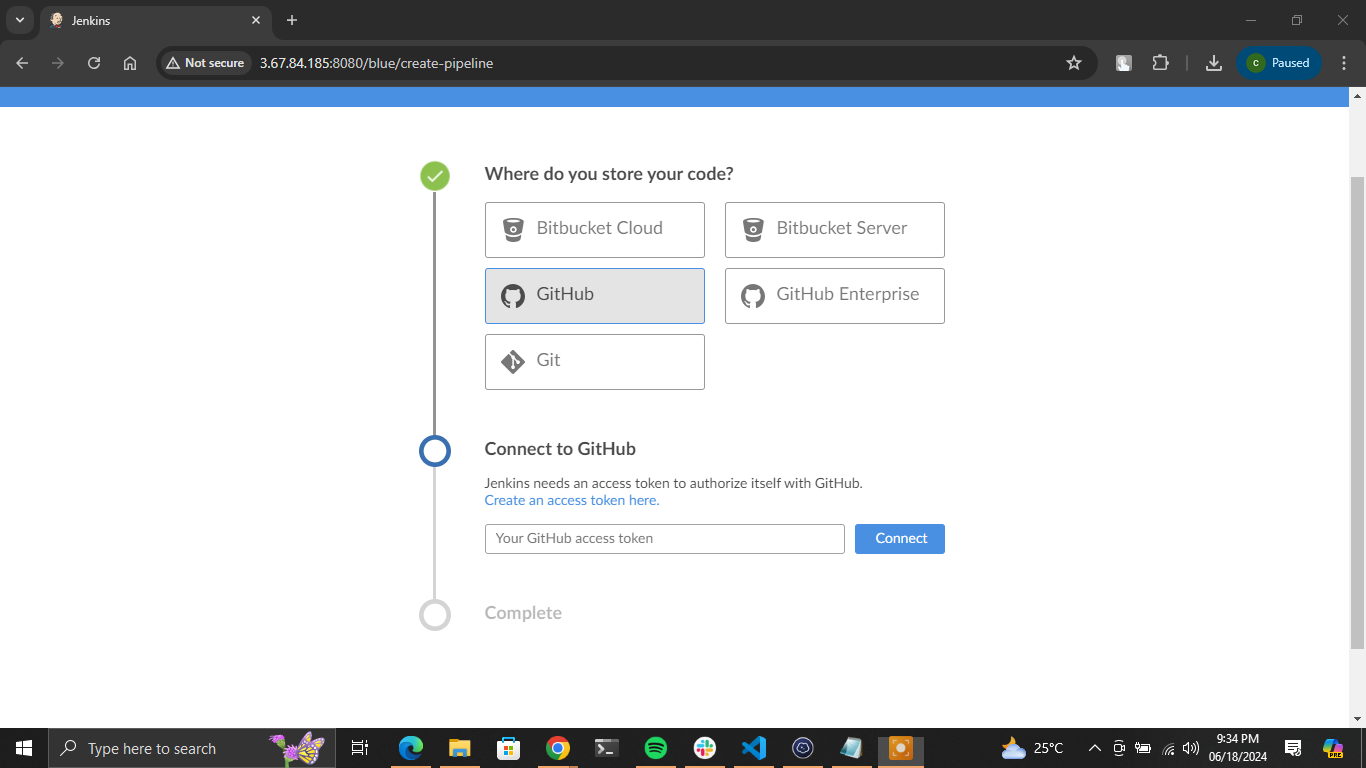 Jenkins
Not secure
3.67.84.185:8080/blue/create-pipeline
C
Paused
Where do you store your code?
Bitbucket Cloud
Bitbucket Server
GitHub
GitHub Enterprise
Git
Connect to GitHub
Jenkins needs an access token to authorize itself with GitHub.
Create an access token here.
Your GitHub access token
Connect
Complete
Type here to search
25°C
9:34 PM
06/18/2024
PRE